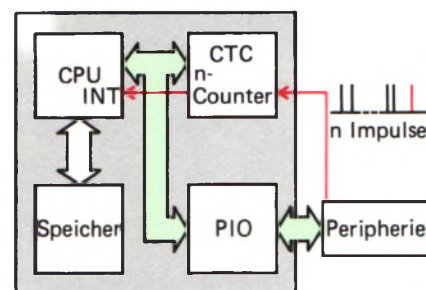 CPU
INT
CTC
n-
Counter
n Impulse
Speicher
PIO
Peripherie